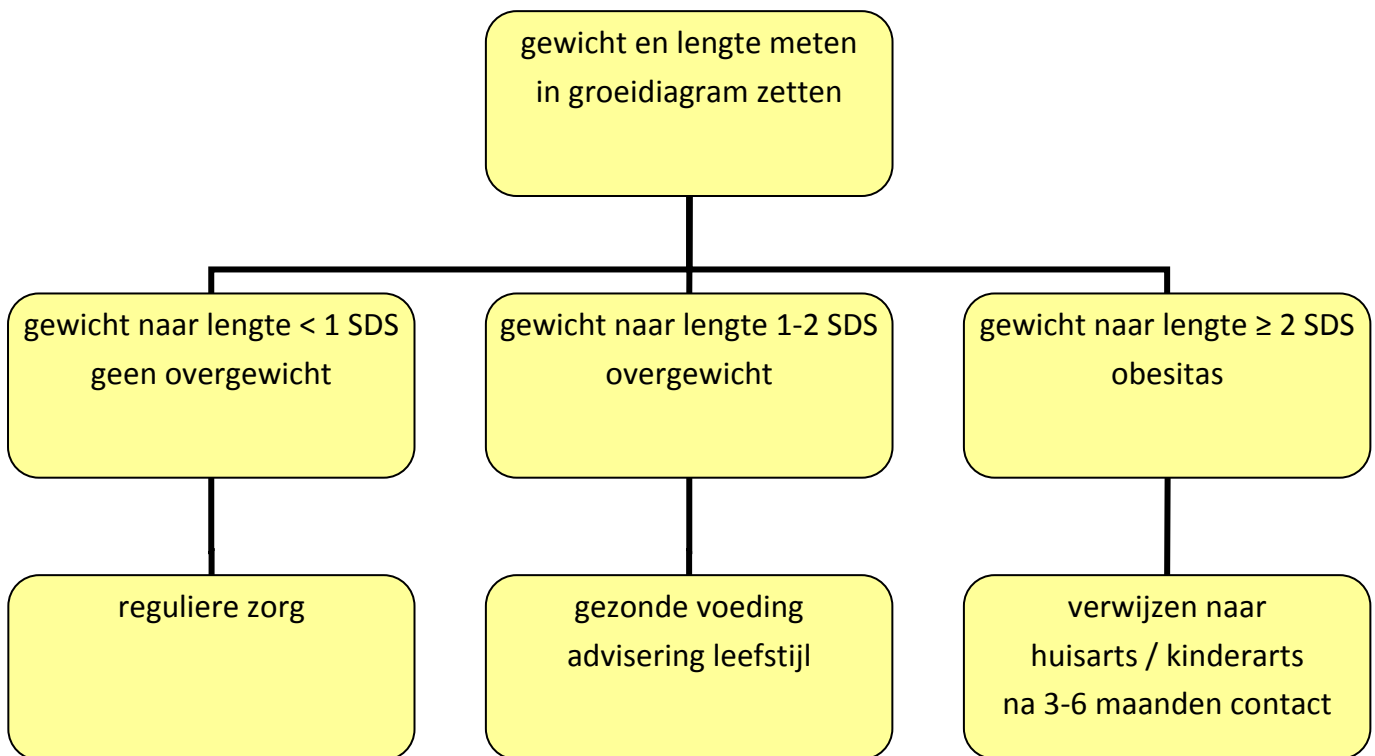 gewicht en lengte meten
in groeidiagram zetten
gewicht naar lengte < 1 SDS
geen overgewicht
gewicht naar lengte 1-2 SDS
overgewicht
gewicht naar lengte ≥ 2 SDS
obesitas
reguliere zorg
gezonde voeding
advisering leefstijl
verwijzen naar
huisarts / kinderarts
na 3-6 maanden contact